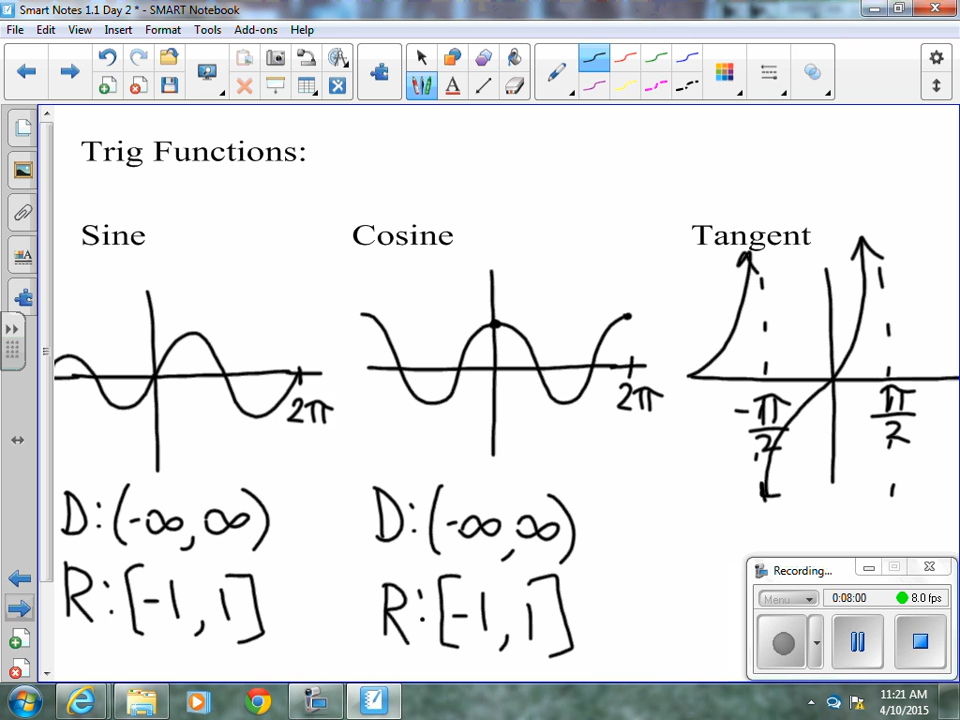 Smart Notes 1.1 Day 2 * - SMART Notebook
File Edit View Insert Format Tools Add-ons Help
Trig Functions:
Sine Cosine Tangent
2π 2π -π/2 π/2
D: (-∞, ∞) D: (-∞, ∞)
R: [-1, 1] R: [-1, 1]
Recording...
Menu 0:08:00 8.0 fps
11:21 AM
4/10/2015